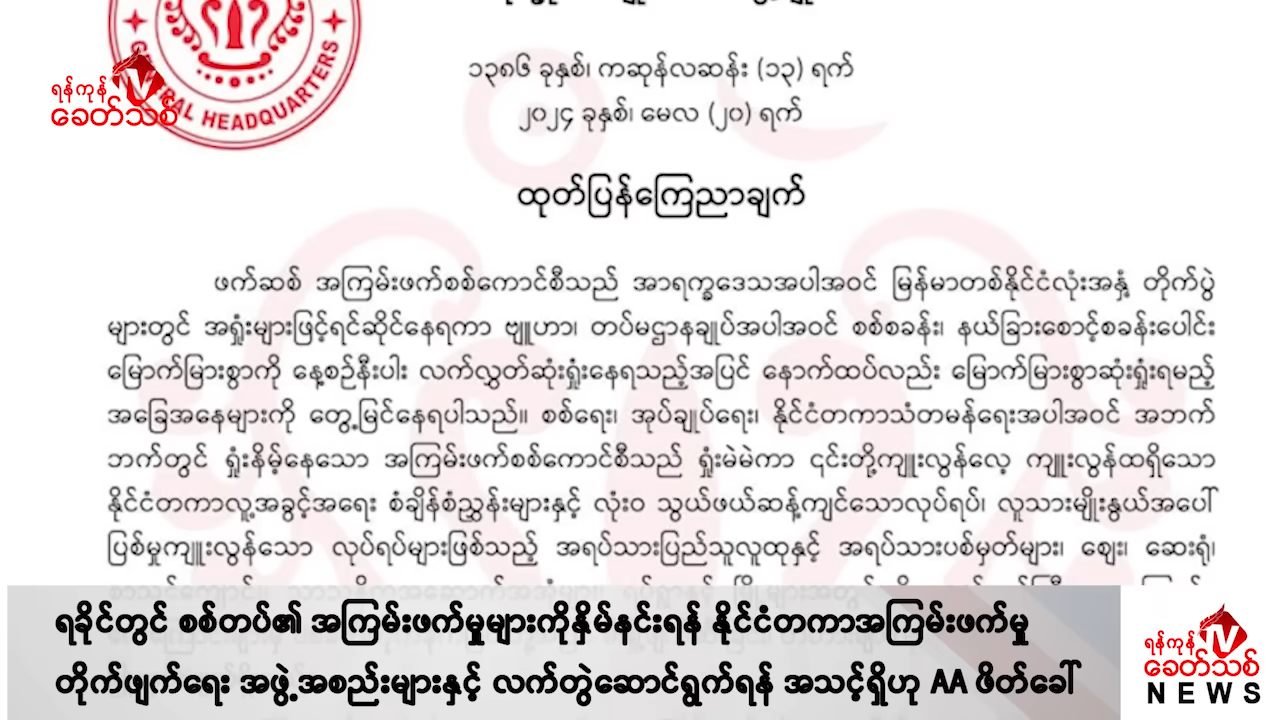 GENERAL HEADQUARTERS
ရန်ကုန်
ခေတ်သစ်
၁၃၈၆ ခုနှစ်၊ ကဆုန်လဆန်း (၁၃) ရက်
၂၀၂၄ ခုနှစ်၊ မေလ (၂၀) ရက်
ထုတ်ပြန်ကြေညာချက်
ဖက်ဆစ် အကြမ်းဖက်စစ်ကောင်စီသည် အာရက္ခဒေသအပါအဝင် မြန်မာတစ်နိုင်ငံလုံးအနှံ့ တိုက်ပွဲ
များတွင် အရှုံးများဖြင့်ရင်ဆိုင်နေရကာ ဗျူဟာ၊ တပ်မဌာနချုပ်အပါအဝင် စစ်စခန်း၊ နယ်ခြားစောင့်စခန်းပေါင်း
မြောက်မြားစွာကို နေ့စဉ်နီးပါး လက်လွှတ်ဆုံးရှုံးနေရသည့်အပြင် နောက်ထပ်လည်း မြောက်မြားစွာဆုံးရှုံးရမည့်
အခြေအနေများကို တွေ့မြင်နေရပါသည်။ စစ်ရေး၊ အုပ်ချုပ်ရေး၊ နိုင်ငံတကာသံတမန်ရေးအပါအဝင် အဘက်
ဘက်တွင် ရှုံးနိမ့်နေသော အကြမ်းဖက်စစ်ကောင်စီသည် ရှုံးမဲမဲကာ ၎င်းတို့ကျူးလွန်လေ့ ကျူးလွန်ထရှိသော
နိုင်ငံတကာလူ့အခွင့်အရေး စံချိန်စံညွှန်းများနှင့် လုံးဝ သွယ်ဖယ်ဆန့်ကျင်သောလုပ်ရပ်၊ လူသားမျိုးနွယ်အပေါ်
ပြစ်မှုကျူးလွန်သော လုပ်ရပ်များဖြစ်သည့် အရပ်သားပြည်သူလူထုနှင့် အရပ်သားပစ်မှတ်များ၊ ဈေး၊ ဆေးရုံ၊
ရခိုင်တွင် စစ်တပ်၏ အကြမ်းဖက်မှုများကိုနှိမ်နင်းရန် နိုင်ငံတကာအကြမ်းဖက်မှု
တိုက်ဖျက်ရေး အဖွဲ့အစည်းများနှင့် လက်တွဲဆောင်ရွက်ရန် အသင့်ရှိဟု AA ဖိတ်ခေါ်
ရန်ကုန်
ခေတ်သစ်
NEWS